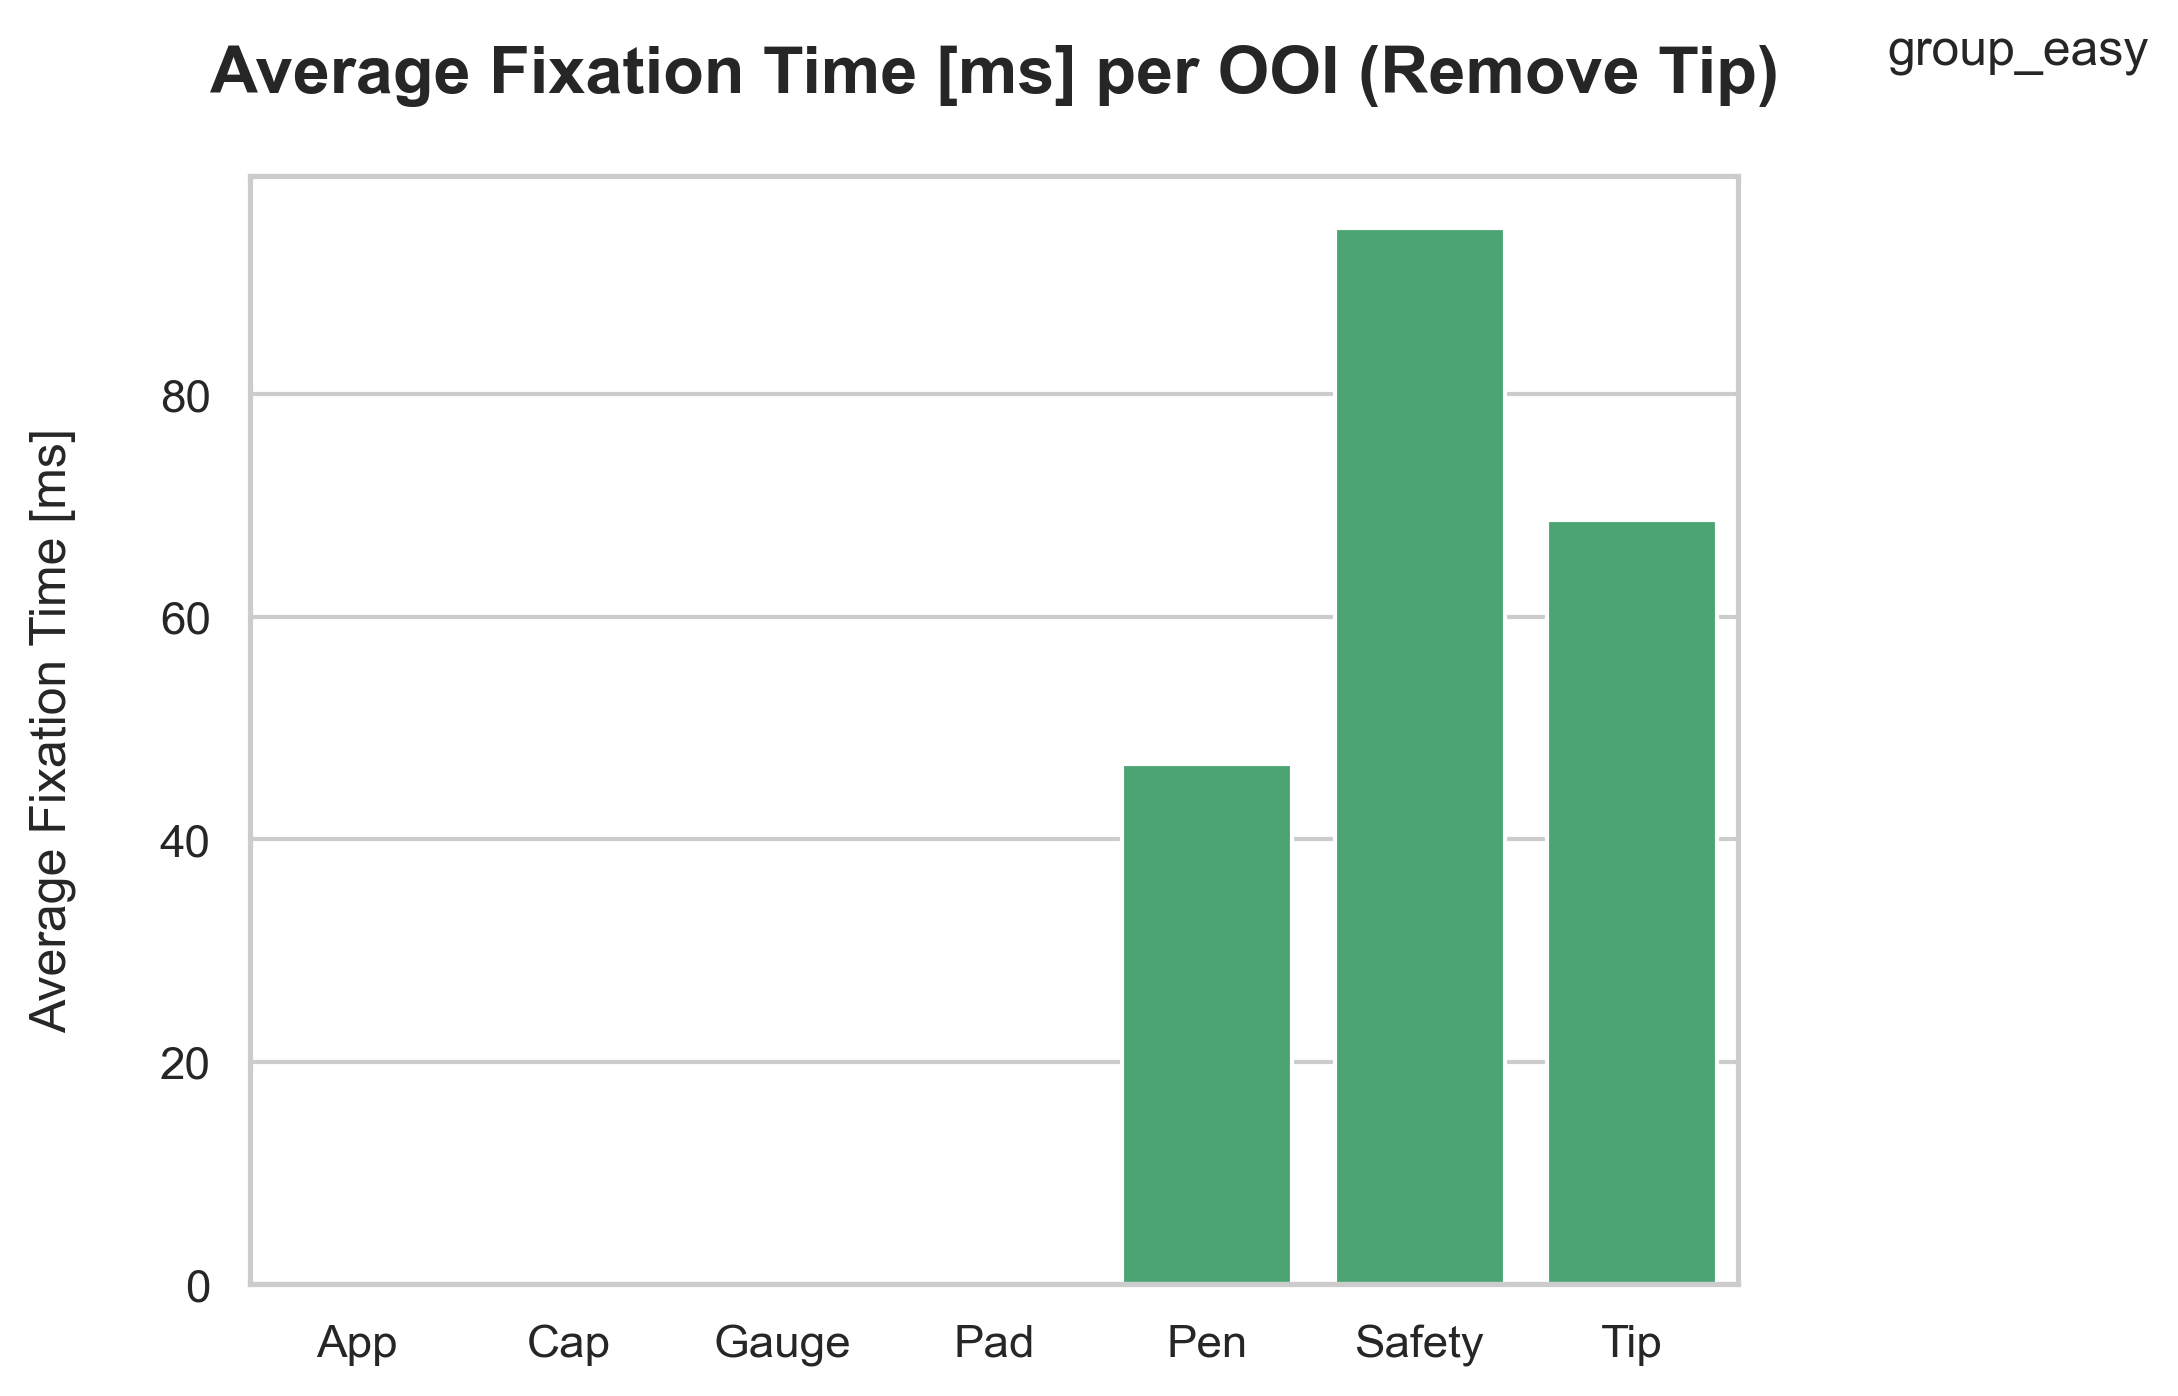 group_easy
Average Fixation Time [ms] per OOI (Remove Tip)
Average Fixation Time [ms]
80
60
40
20
0
App Cap Gauge Pad Pen Safety Tip